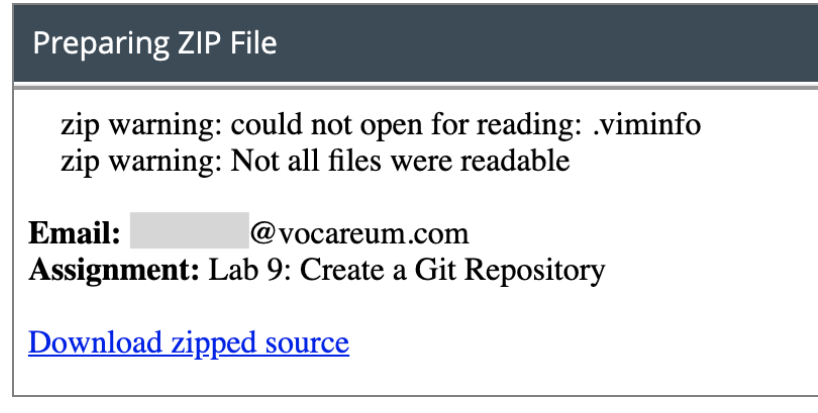 Preparing ZIP File
zip warning: could not open for reading: .viminfo
zip warning: Not all files were readable
Email: @vocareum.com
Assignment: Lab 9: Create a Git Repository
Download zipped source